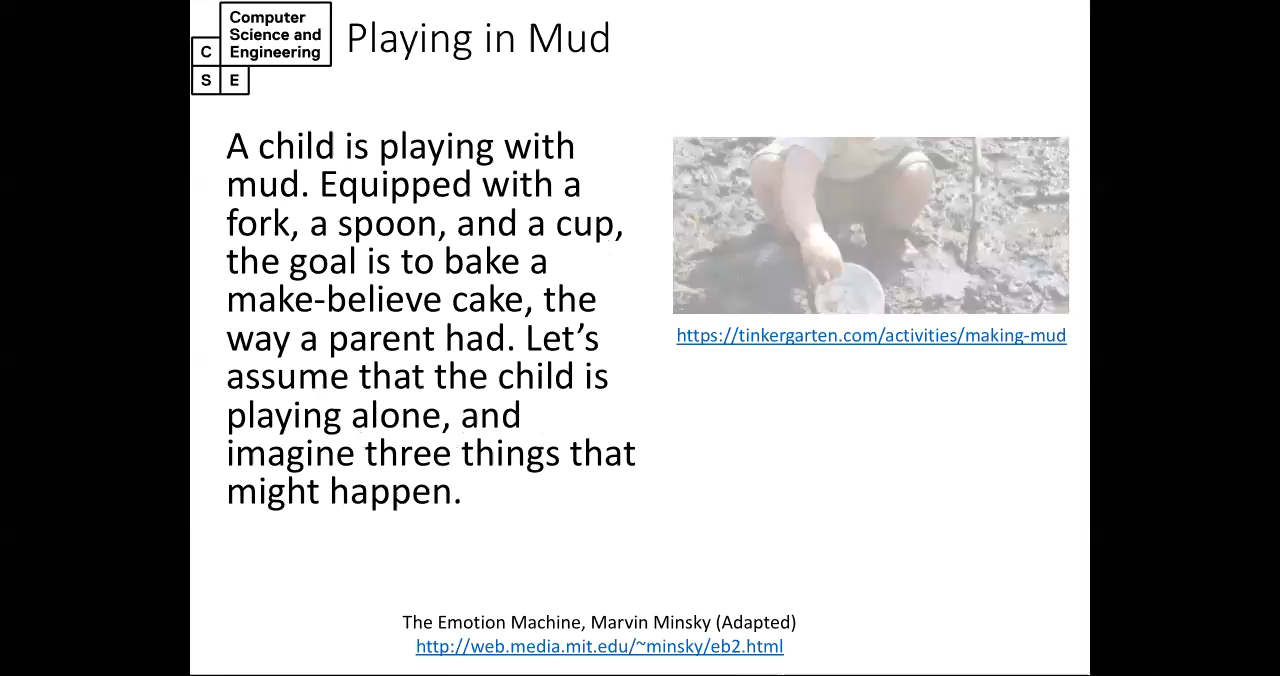 Computer
Science and
Engineering
C
S E
Playing in Mud
A child is playing with
mud. Equipped with a
fork, a spoon, and a cup,
the goal is to bake a
make-believe cake, the
way a parent had. Let’s
assume that the child is
playing alone, and
imagine three things that
might happen.
https://tinkergarten.com/activities/making-mud
The Emotion Machine, Marvin Minsky (Adapted)
http://web.media.mit.edu/~minsky/eb2.html